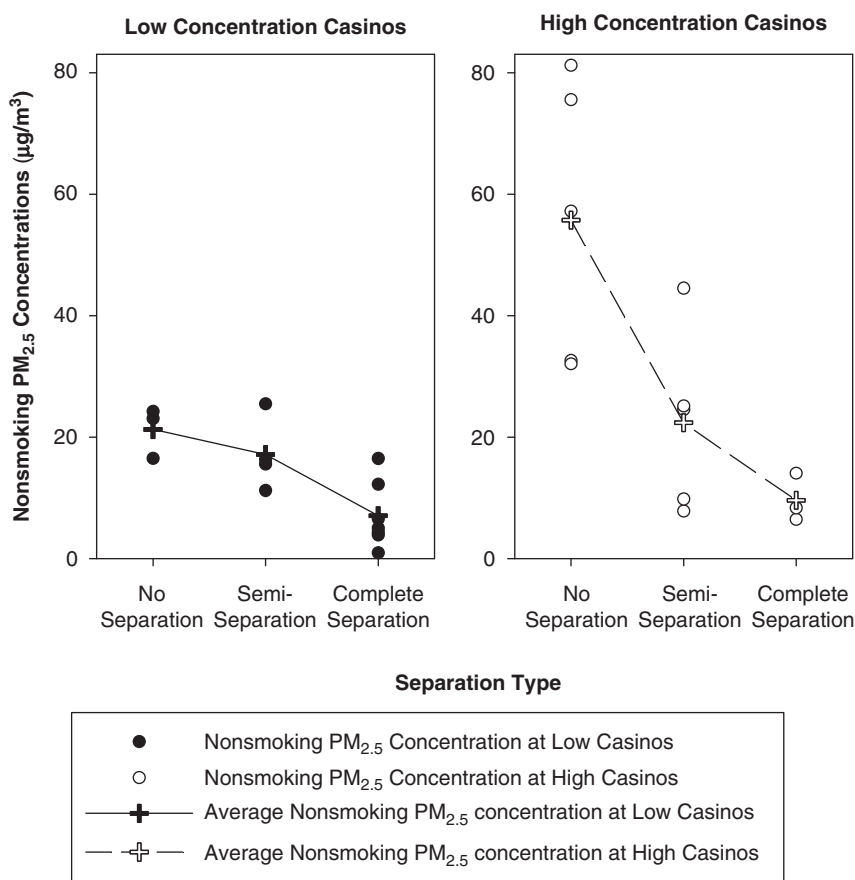 Low Concentration Casinos
High Concentration Casinos
Nonsmoking PM2.5 Concentrations (μg/m³)
80
60
40
20
0
80
60
40
20
0
No Separation
Semi-Separation
Complete Separation
No Separation
Semi-Separation
Complete Separation
Separation Type
Nonsmoking PM2.5 Concentration at Low Casinos
Nonsmoking PM2.5 Concentration at High Casinos
Average Nonsmoking PM2.5 concentration at Low Casinos
Average Nonsmoking PM2.5 concentration at High Casinos